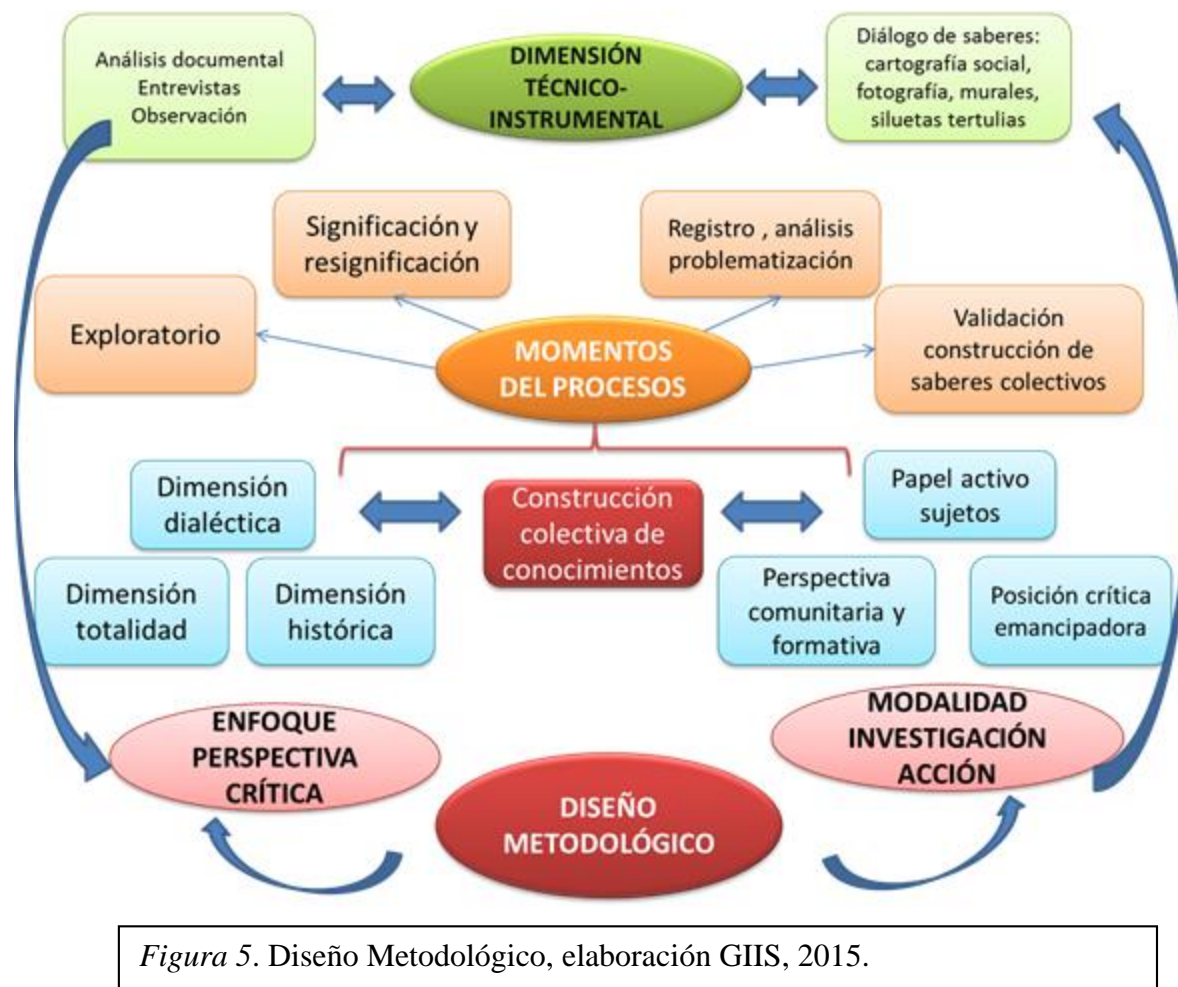 Análisis documental
Entrevistas
Observación
DIMENSIÓN
TÉCNICO-
INSTRUMENTAL
Diálogo de saberes:
cartografía social,
fotografía, murales,
siluetas tertulias
Significación y
resignificación
Registro , análisis
problematización
Exploratorio
MOMENTOS
DEL PROCESOS
Validación
construcción de
saberes colectivos
Dimensión
dialéctica
Construcción
colectiva de
conocimientos
Papel activo
sujetos
Dimensión
totalidad
Dimensión
histórica
Perspectiva
comunitaria y
formativa
Posición crítica
emancipadora
ENFOQUE
PERSPECTIVA
CRÍTICA
MODALIDAD
INVESTIGACIÓN
ACCIÓN
DISEÑO
METODOLÓGICO
Figura 5. Diseño Metodológico, elaboración GIIS, 2015.